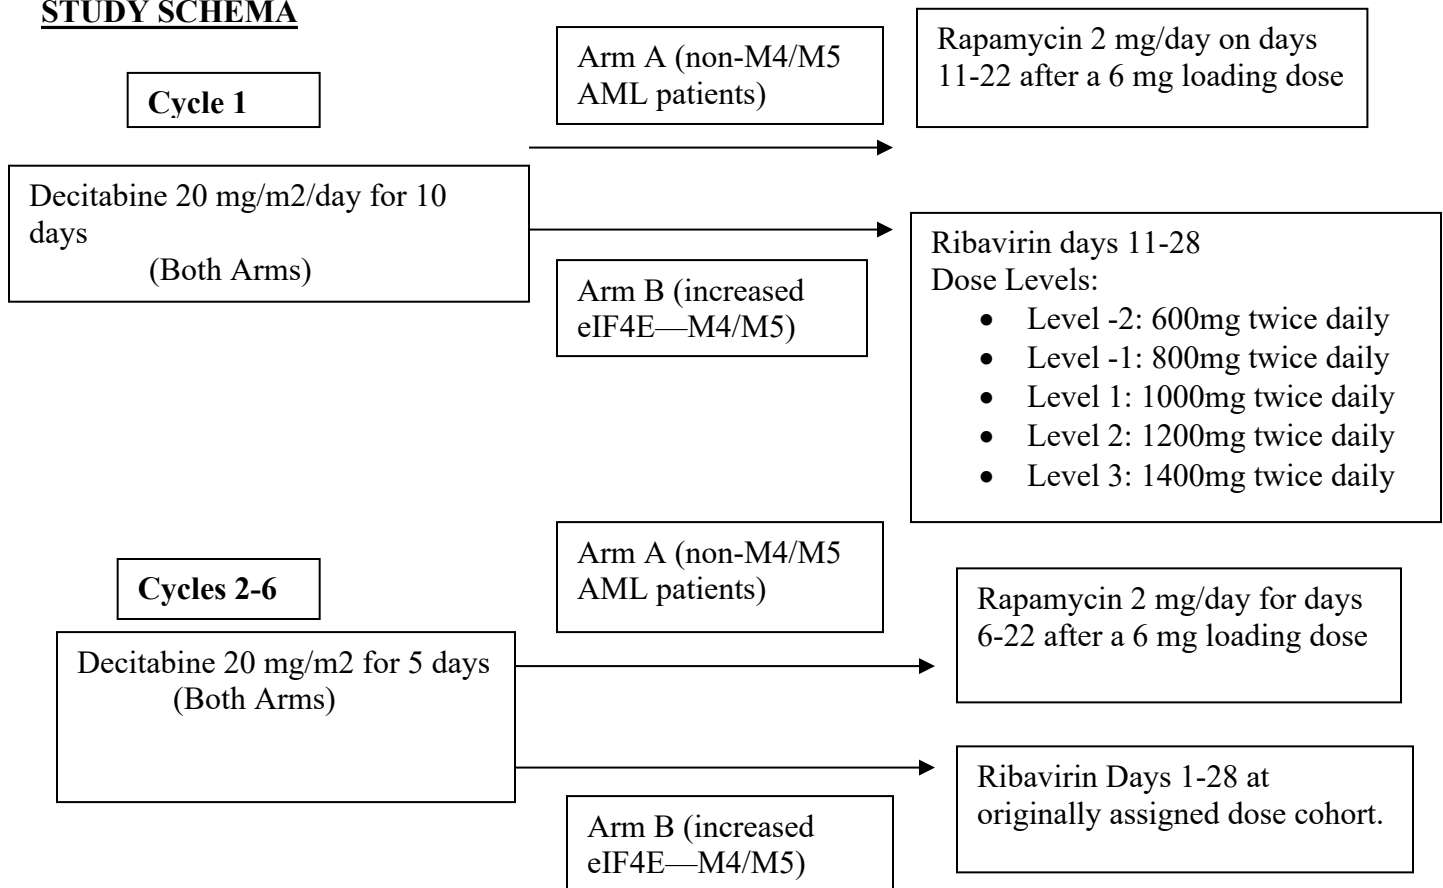 STUDY SCHEMA
Cycle 1
Decitabine 20 mg/m2/day for 10
days
(Both Arms)
Arm A (non-M4/M5
AML patients)
Rapamycin 2 mg/day on days
11-22 after a 6 mg loading dose
Arm B (increased
eIF4E—M4/M5)
Ribavirin days 11-28
Dose Levels:
• Level -2: 600mg twice daily
• Level -1: 800mg twice daily
• Level 1: 1000mg twice daily
• Level 2: 1200mg twice daily
• Level 3: 1400mg twice daily
Cycles 2-6
Decitabine 20 mg/m2 for 5 days
(Both Arms)
Arm A (non-M4/M5
AML patients)
Rapamycin 2 mg/day for days
6-22 after a 6 mg loading dose
Arm B (increased
eIF4E—M4/M5)
Ribavirin Days 1-28 at
originally assigned dose cohort.